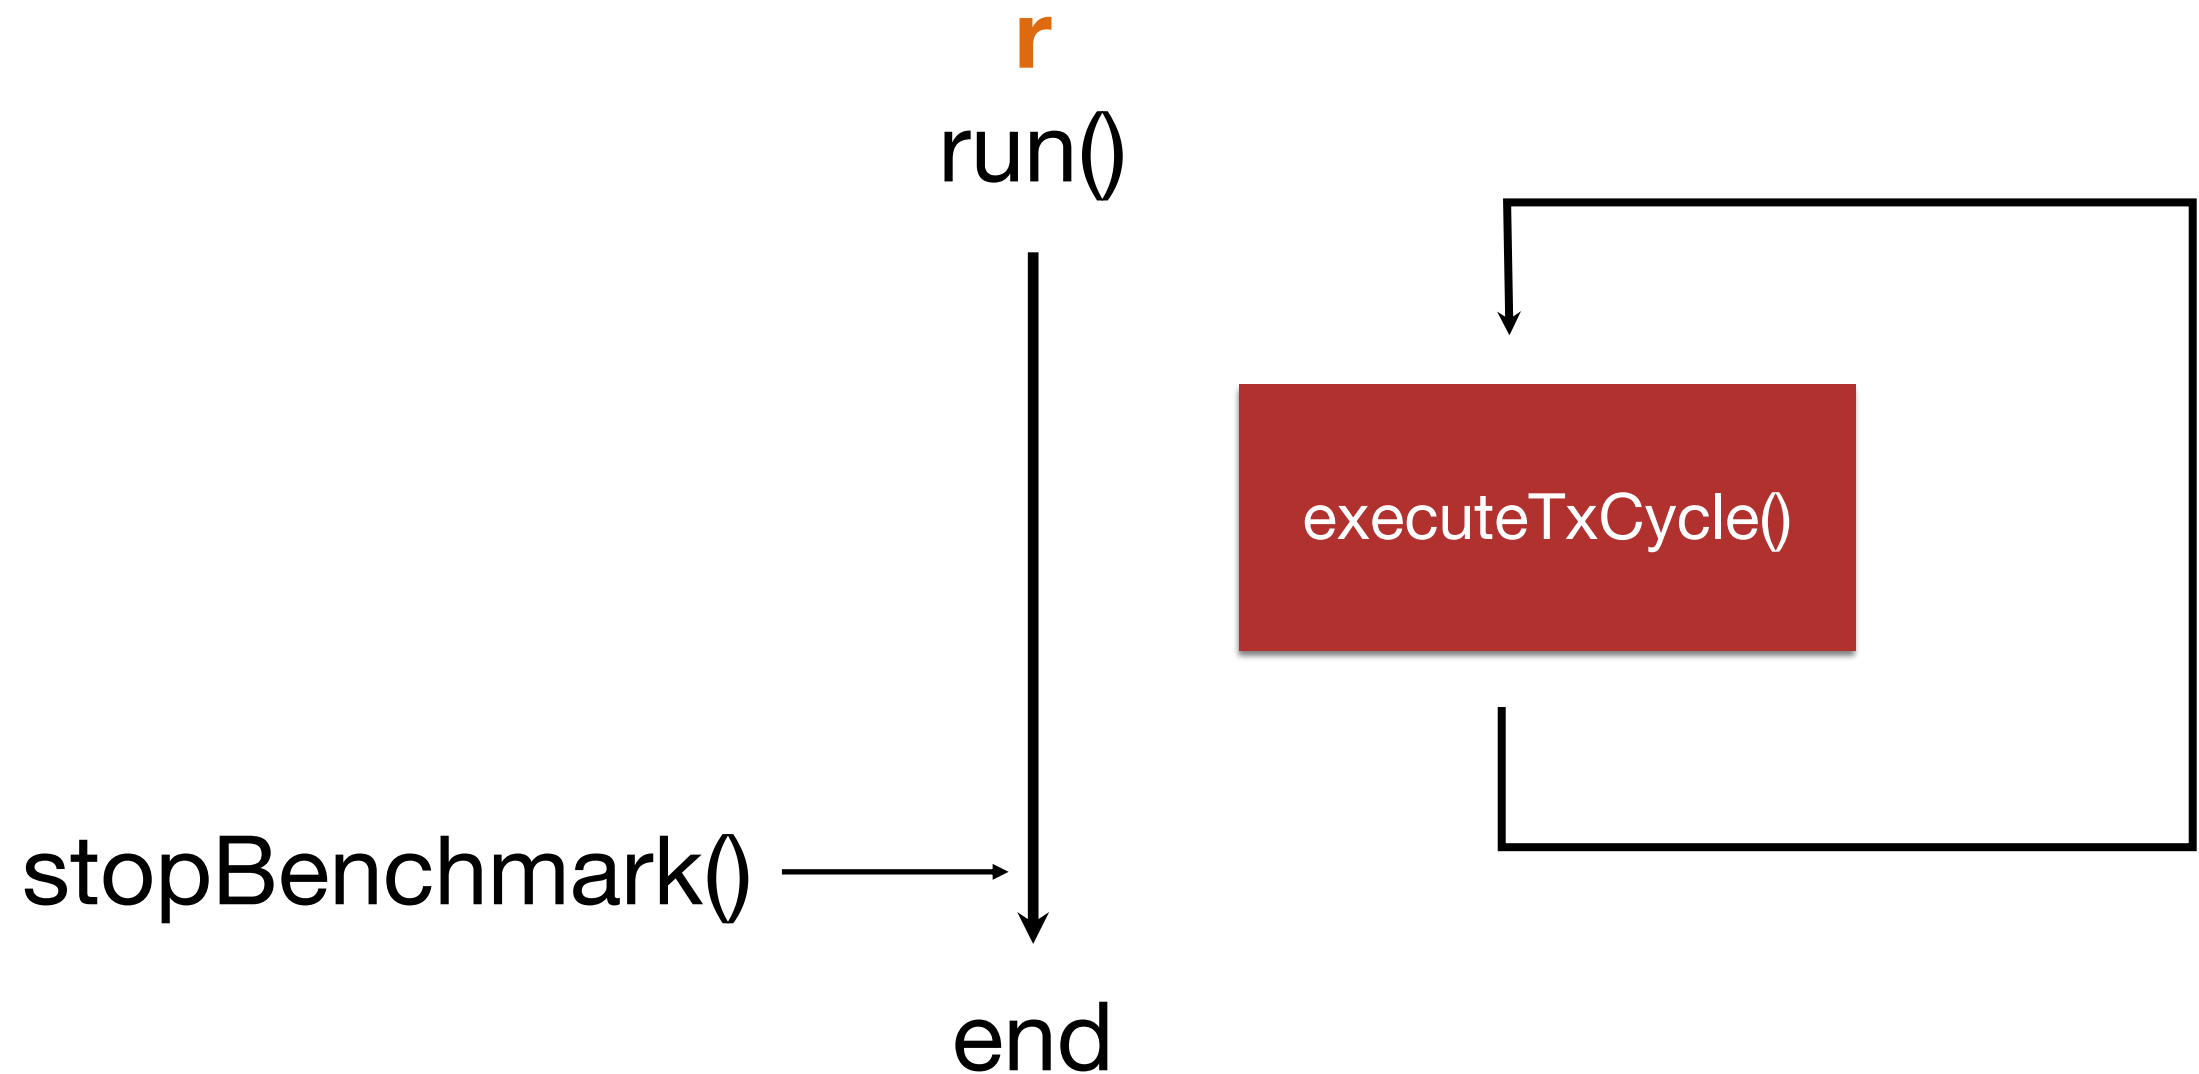 r
run()
executeTxCycle()
stopBenchmark()
end